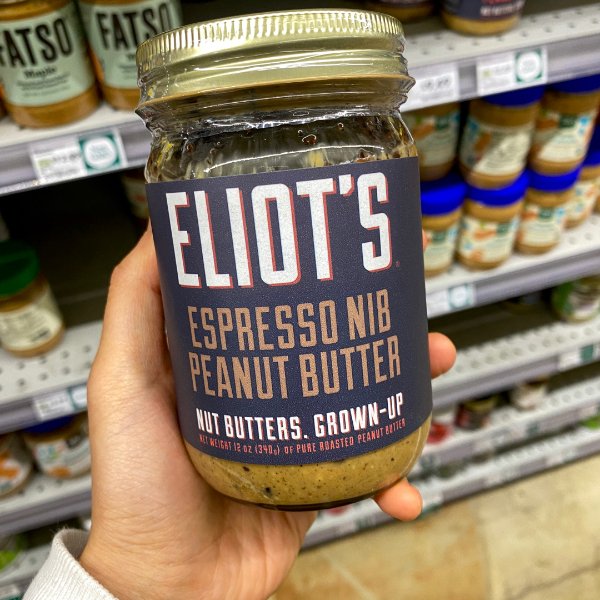 FATSO
Maple
FATSO
ELIOT'S
ESPRESSO NIB
PEANUT BUTTER
NUT BUTTERS. GROWN-UP
NET WEIGHT 12 OZ (340g) OF PURE ROASTED PEANUT BUTTER